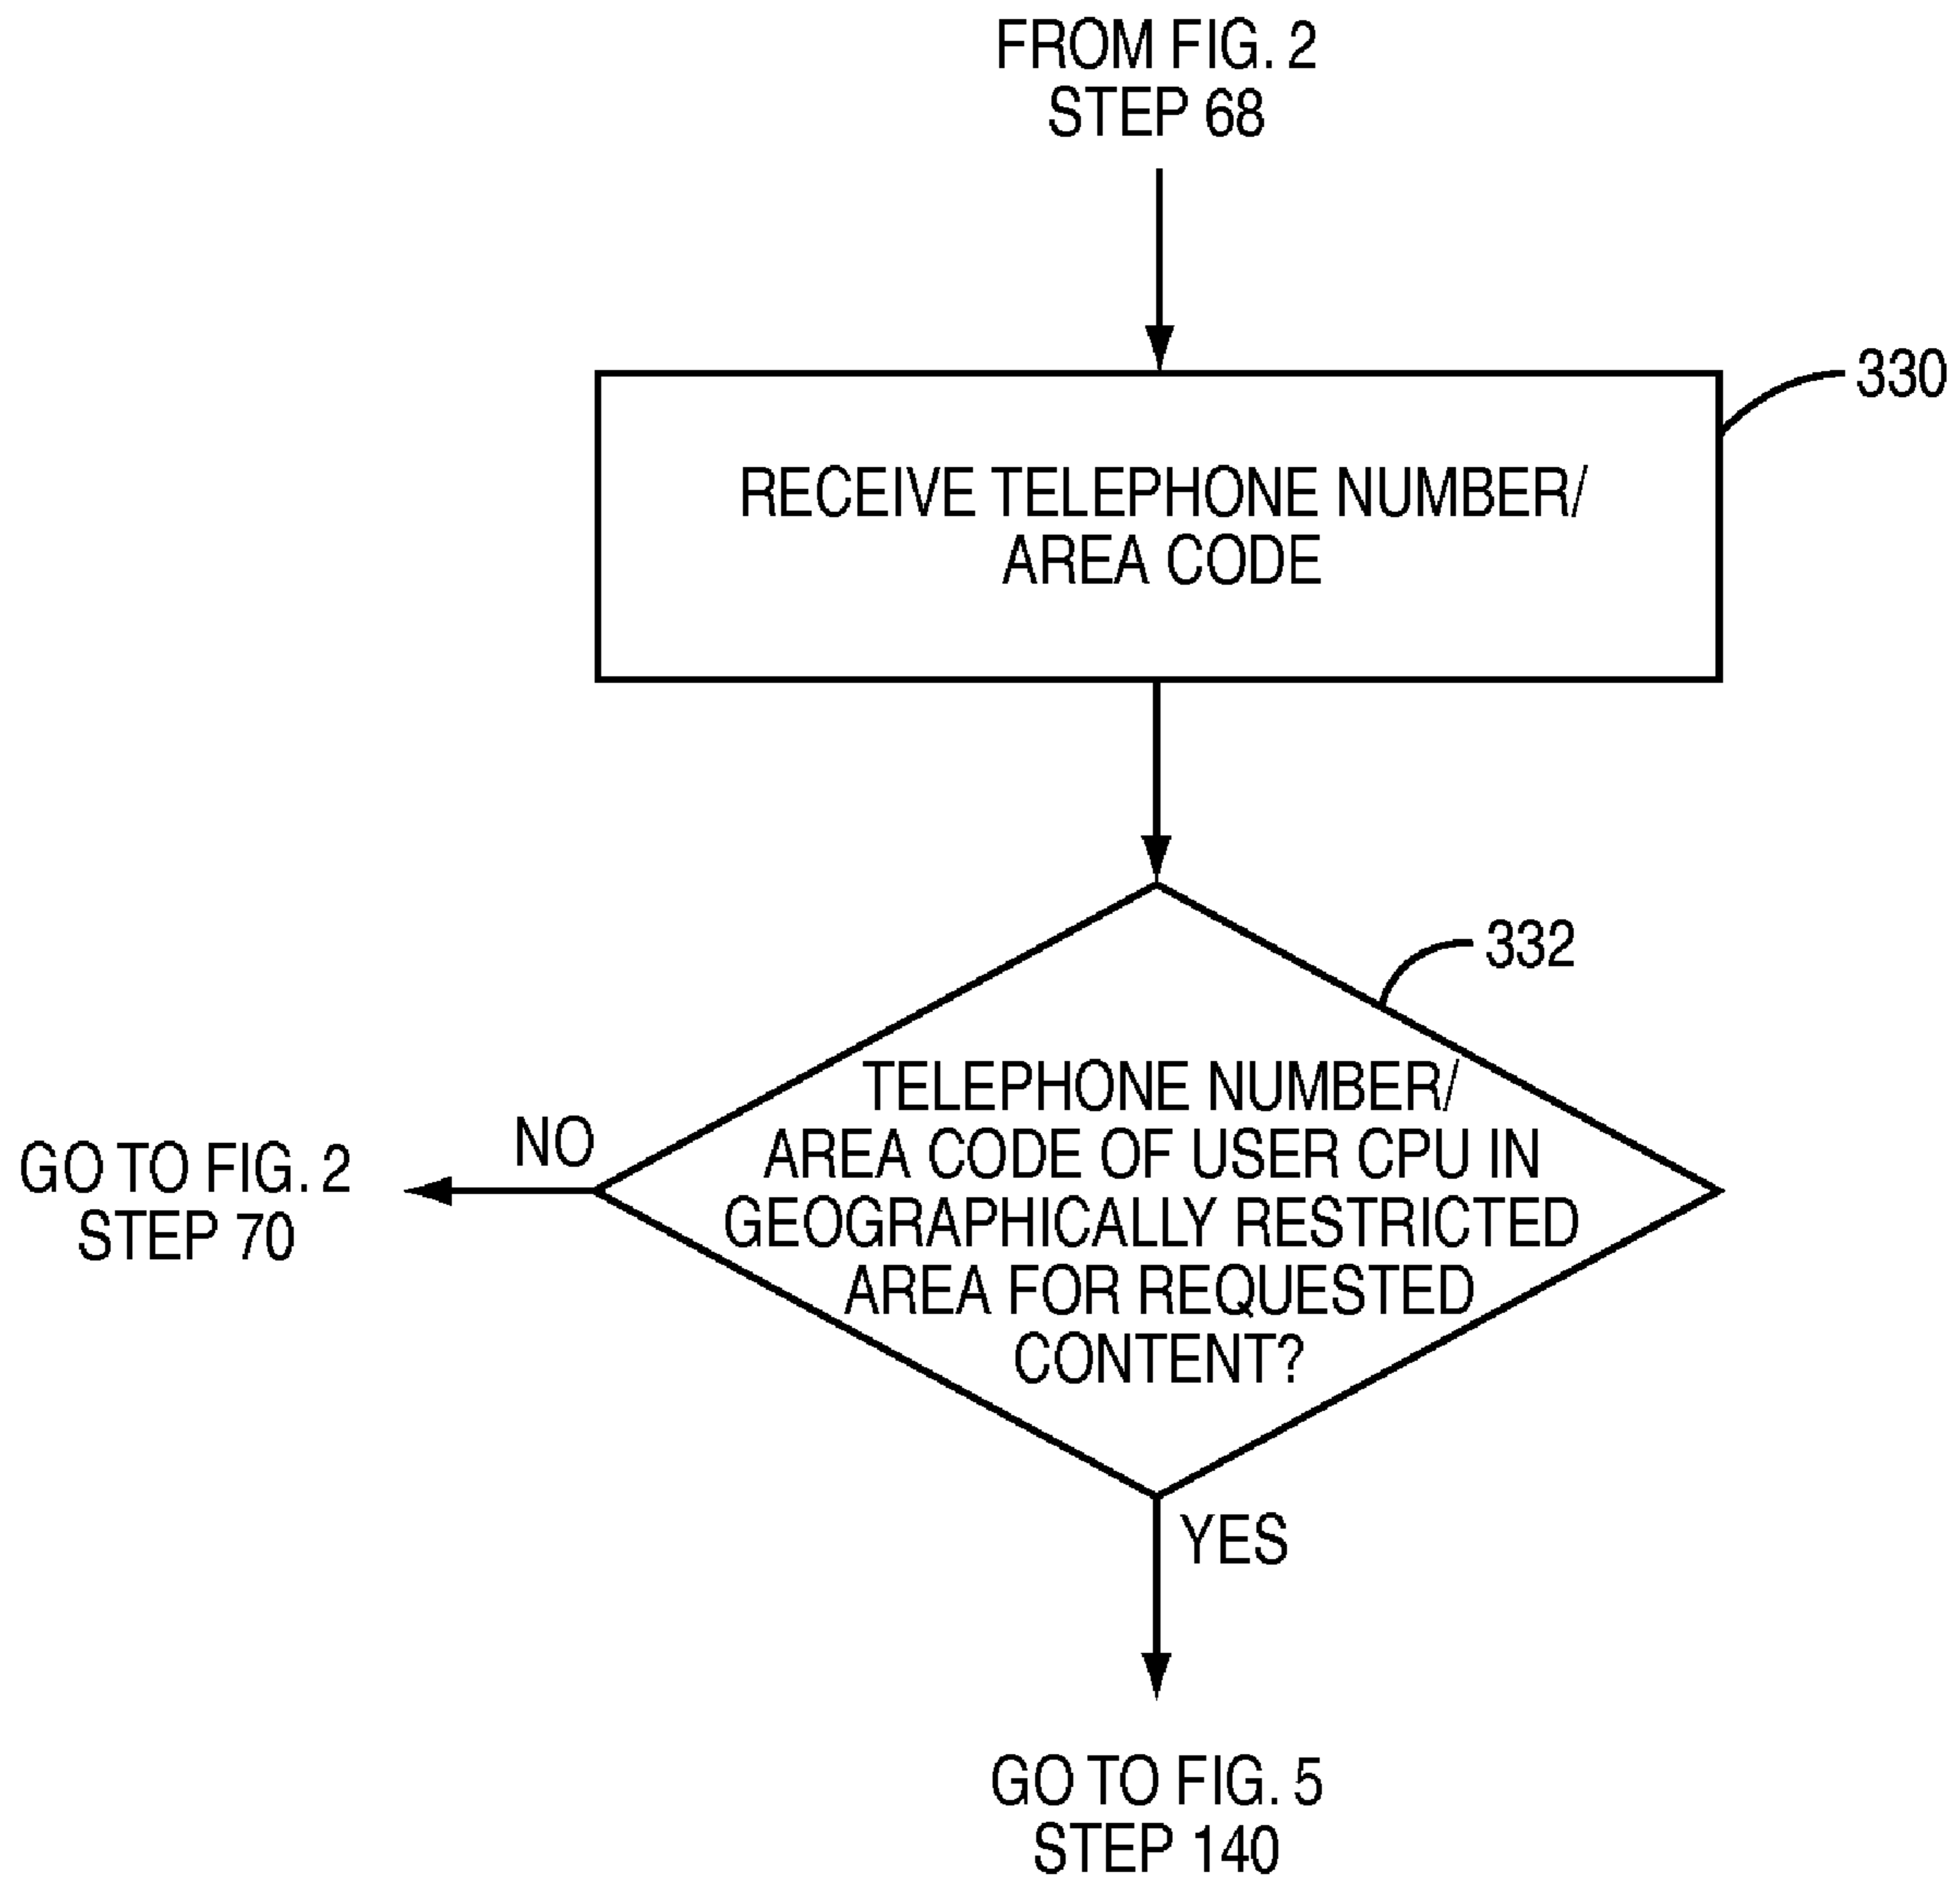 FROM FIG. 2
STEP 68
330
RECEIVE TELEPHONE NUMBER/
AREA CODE
332
TELEPHONE NUMBER/
AREA CODE OF USER CPU IN
GEOGRAPHICALLY RESTRICTED
AREA FOR REQUESTED
CONTENT?
NO
GO TO FIG. 2
STEP 70
YES
GO TO FIG. 5
STEP 140